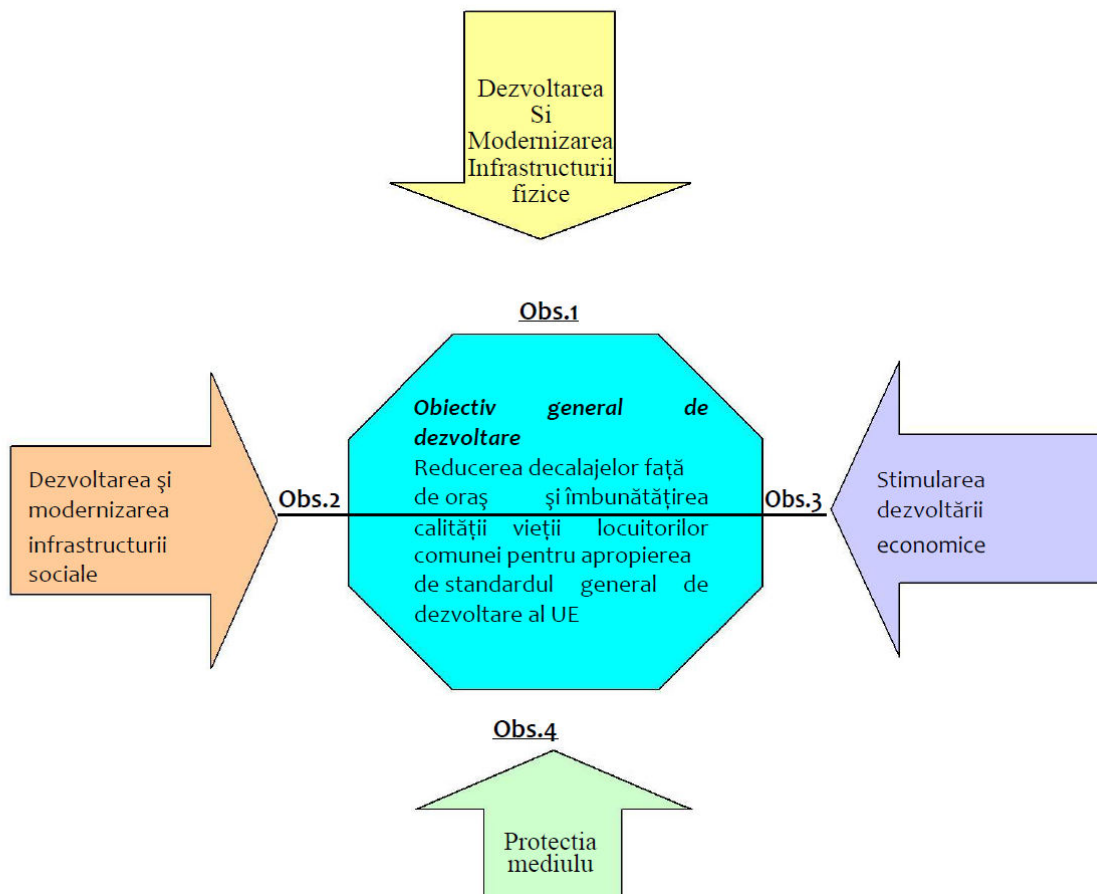 Dezvoltarea
Si
Modernizarea
Infrastructurii
fizice
Obs.1
Obiectiv general de
dezvoltare
Reducerea decalajelor față
de oraș și îmbunătățirea
calității vieții locuitorilor
comunei pentru apropierea
de standardul general de
dezvoltare al UE
Dezvoltarea şi
modernizarea
infrastructurii
sociale
Obs.2
Obs.3
Stimularea
dezvoltării
economice
Obs.4
Protectia
mediulu